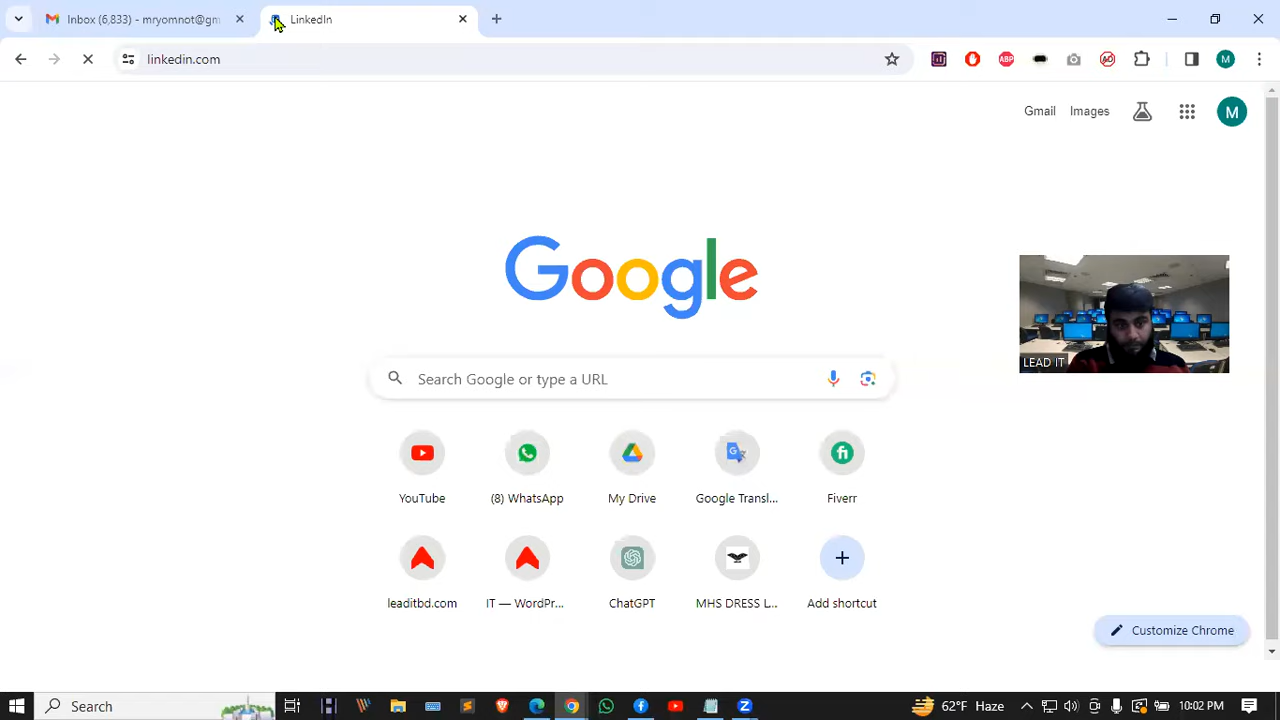 Inbox (6,833) - mryomnot@gm
LinkedIn
linkedin.com
ABP
M
Gmail
Images
M
Google
LEAD IT
Search Google or type a URL
YouTube
(8) WhatsApp
My Drive
Google Transl...
Fiverr
leaditbd.com
IT — WordPr...
ChatGPT
MHS DRESS L...
Add shortcut
Customize Chrome
Search
62°F Haze
10:02 PM